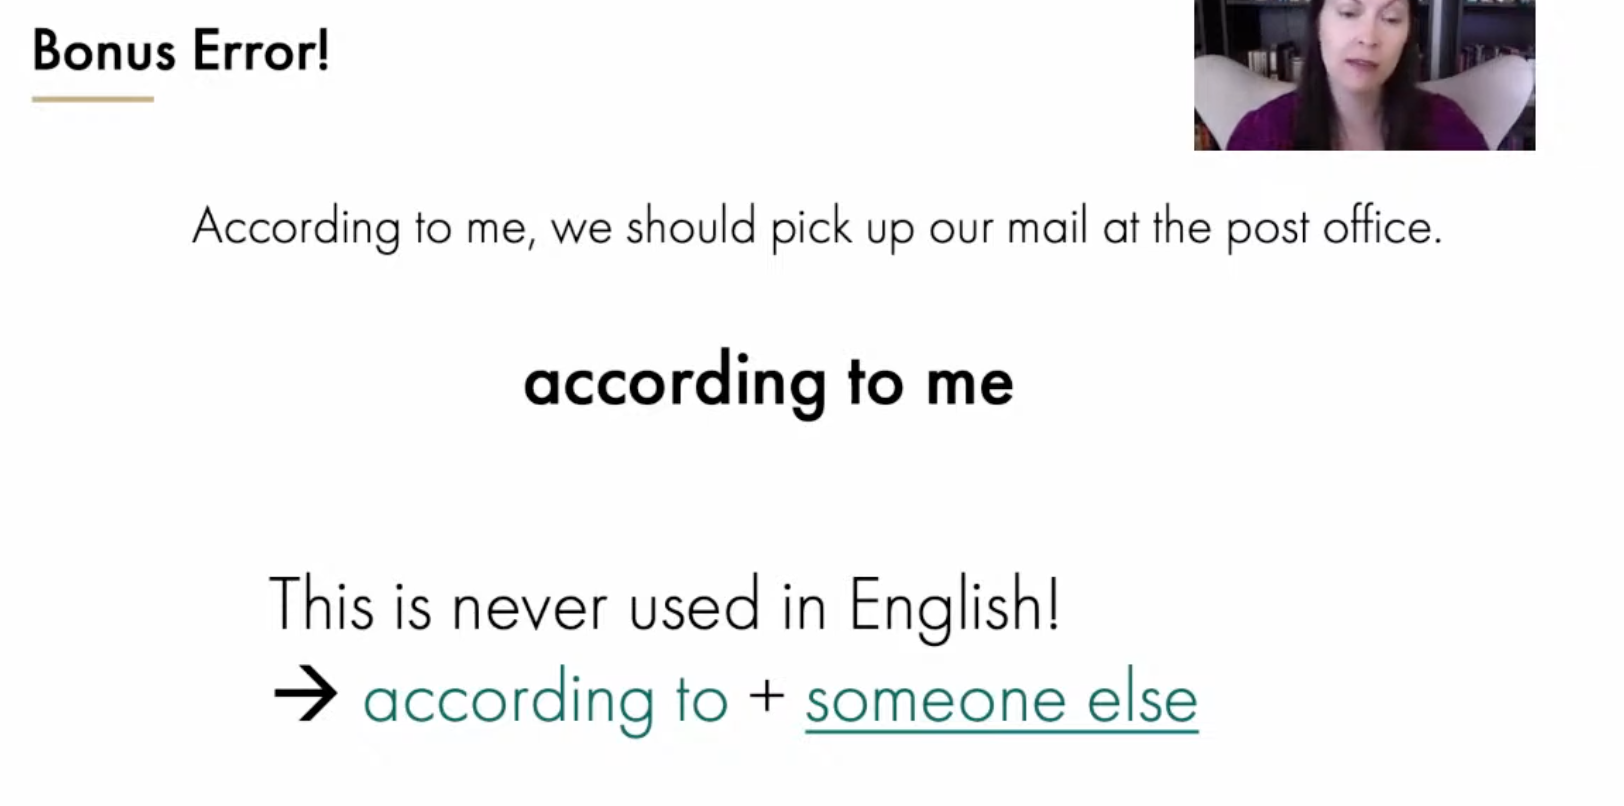 Bonus Error!
According to me, we should pick up our mail at the post office.
according to me
This is never used in English!
→ according to + someone else